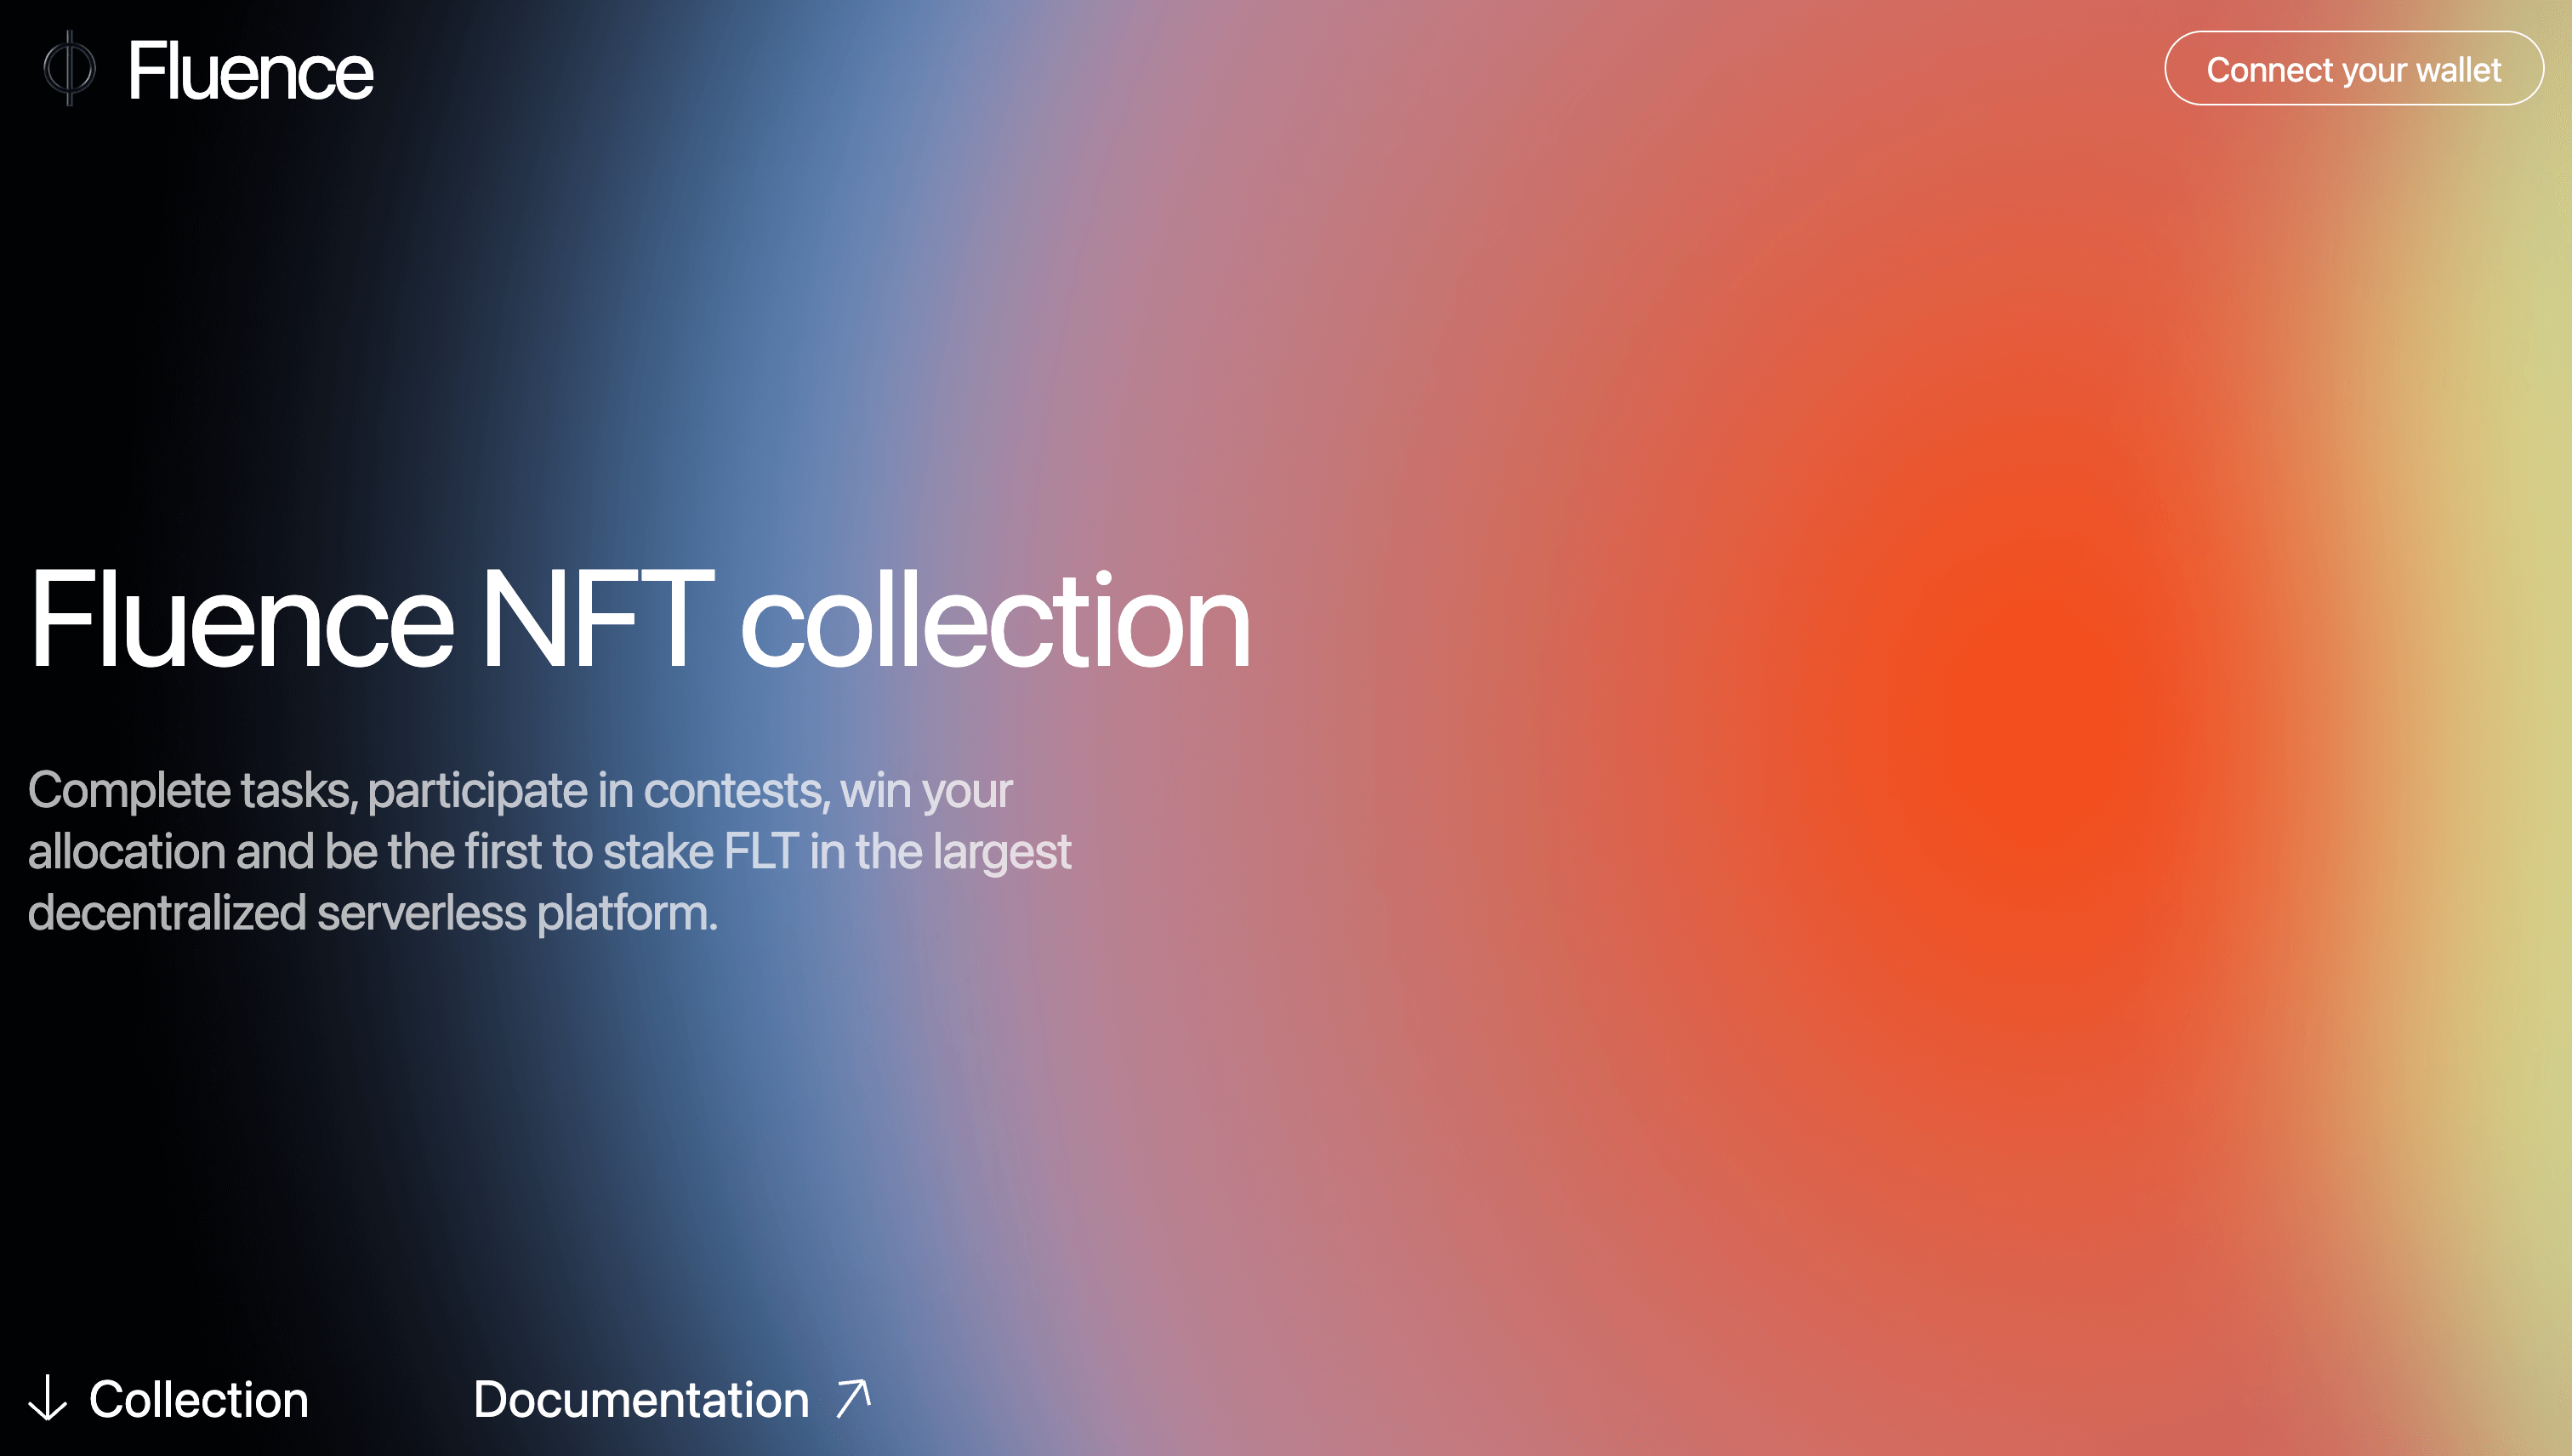 Fluence
Connect your wallet
Fluence NFT collection
Complete tasks, participate in contests, win your
allocation and be the first to stake FLT in the largest
decentralized serverless platform.
Collection
Documentation